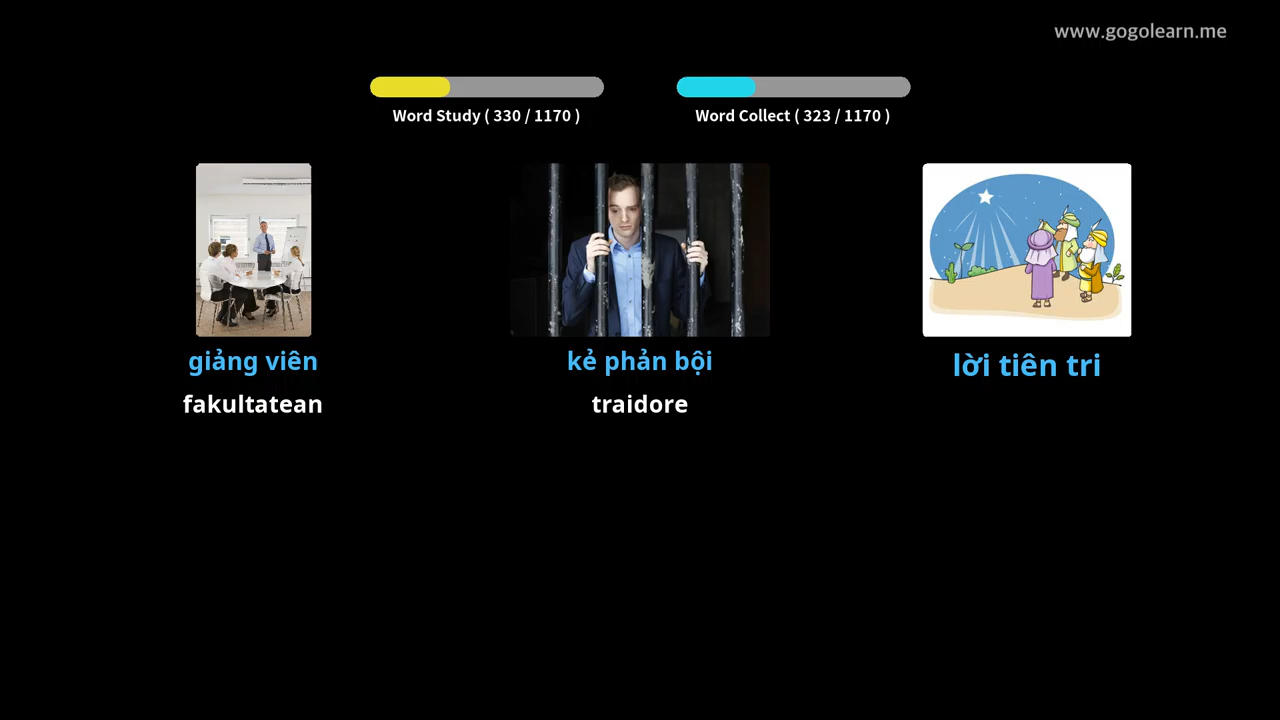 www.gogolearn.me
Word Study ( 330 / 1170 )
Word Collect ( 323 / 1170 )
giảng viên
fakultatean
kẻ phản bội
traidore
lời tiên tri